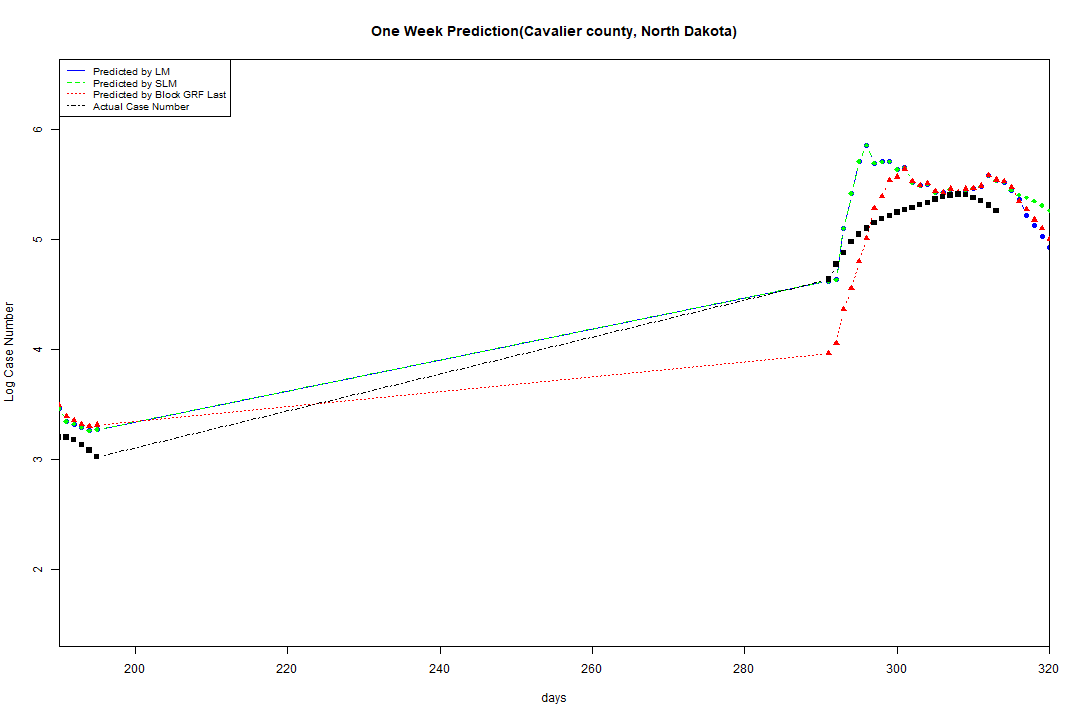 One Week Prediction(Cavalier county, North Dakota)
Predicted by LM
Predicted by SLM
Predicted by Block GRF Last
Actual Case Number
6
5
4
3
2
Log Case Number
200 220 240 260 280 300 320
days